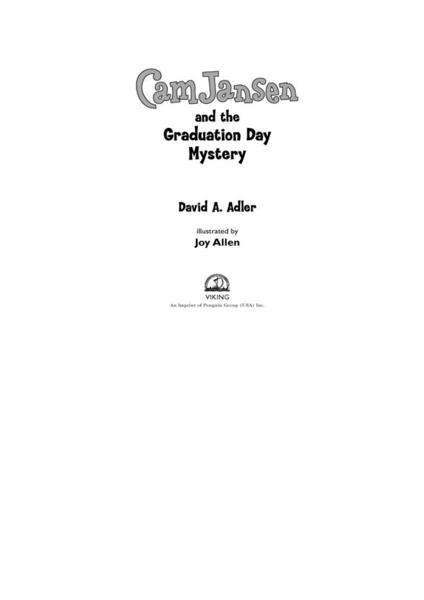 Cam Jansen
and the
Graduation Day
Mystery
David A. Adler
illustrated by
Joy Allen
VIKING
An Imprint of Penguin Group (USA) Inc.